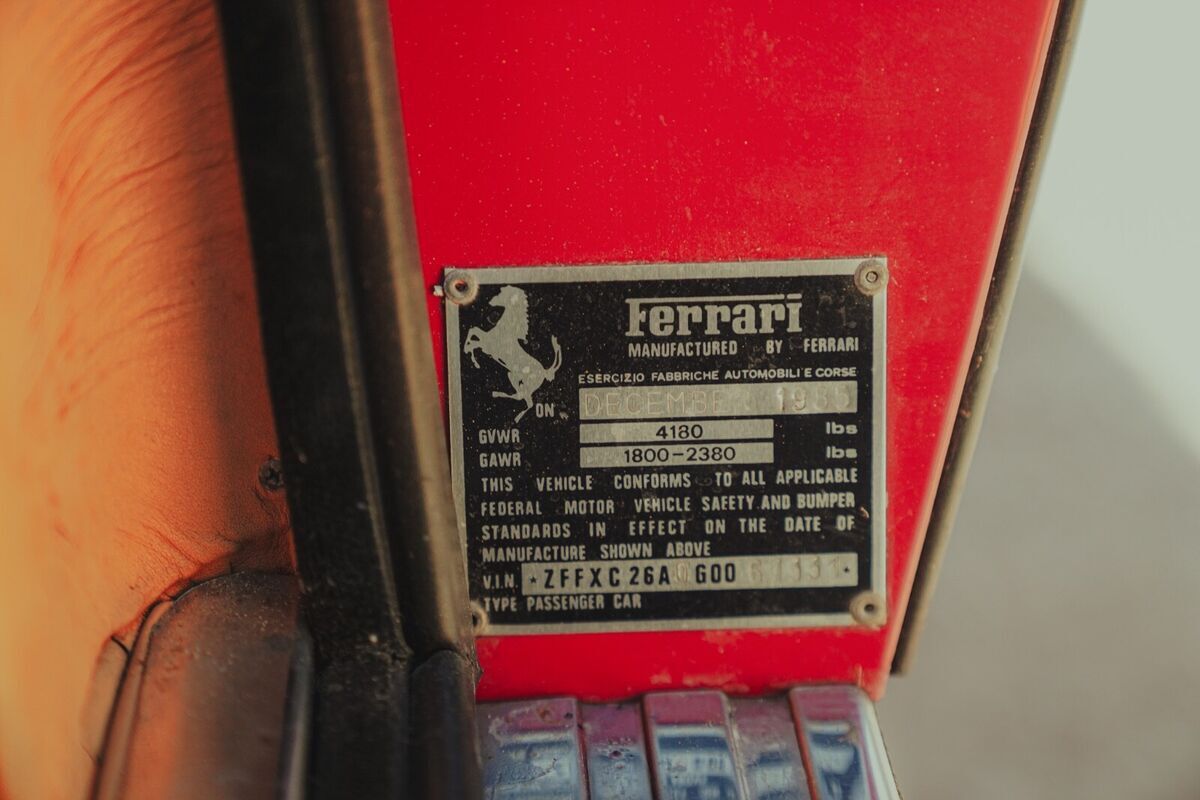 Ferrari
MANUFACTURED BY FERRARI
ESERCIZIO FABBRICHE AUTOMOBILI E CORSE
ON DECEMBER 1985
GVWR 4180 lbs
GAWR 1800-2380 lbs
THIS VEHICLE CONFORMS TO ALL APPLICABLE
FEDERAL MOTOR VEHICLE SAFETY AND BUMPER
STANDARDS IN EFFECT ON THE DATE OF
MANUFACTURE SHOWN ABOVE
V.I.N. *ZFFXC26A G00
TYPE PASSENGER CAR